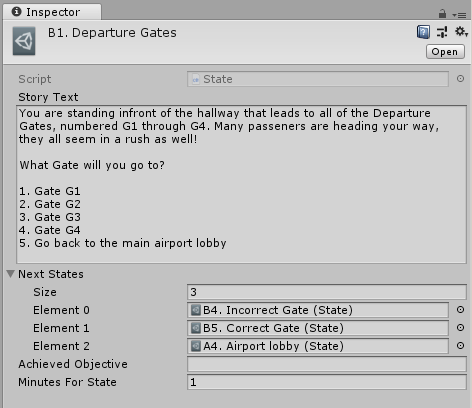 Inspector
B1. Departure Gates
Open
Script
State
Story Text
You are standing infront of the hallway that leads to all of the Departure
Gates, numbered G1 through G4. Many passeners are heading your way,
they all seem in a rush as well!
What Gate will you go to?
1. Gate G1
2. Gate G2
3. Gate G3
4. Gate G4
5. Go back to the main airport lobby
Next States
Size 3
Element 0 B4. Incorrect Gate (State)
Element 1 B5. Correct Gate (State)
Element 2 A4. Airport lobby (State)
Achieved Objective
Minutes For State 1